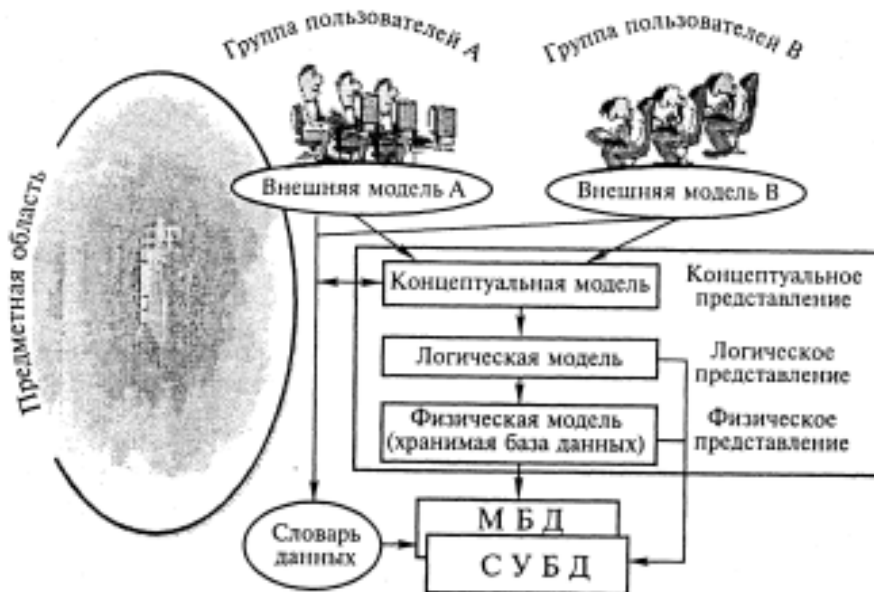 Группа пользователей A
Группа пользователей B
Предметная область
Внешняя модель A
Внешняя модель B
Концептуальная модель
Концептуальное
представление
Логическая модель
Логическое
представление
Физическая модель
(хранимая база данных)
Физическое
представление
Словарь
данных
М Б Д
С У Б Д